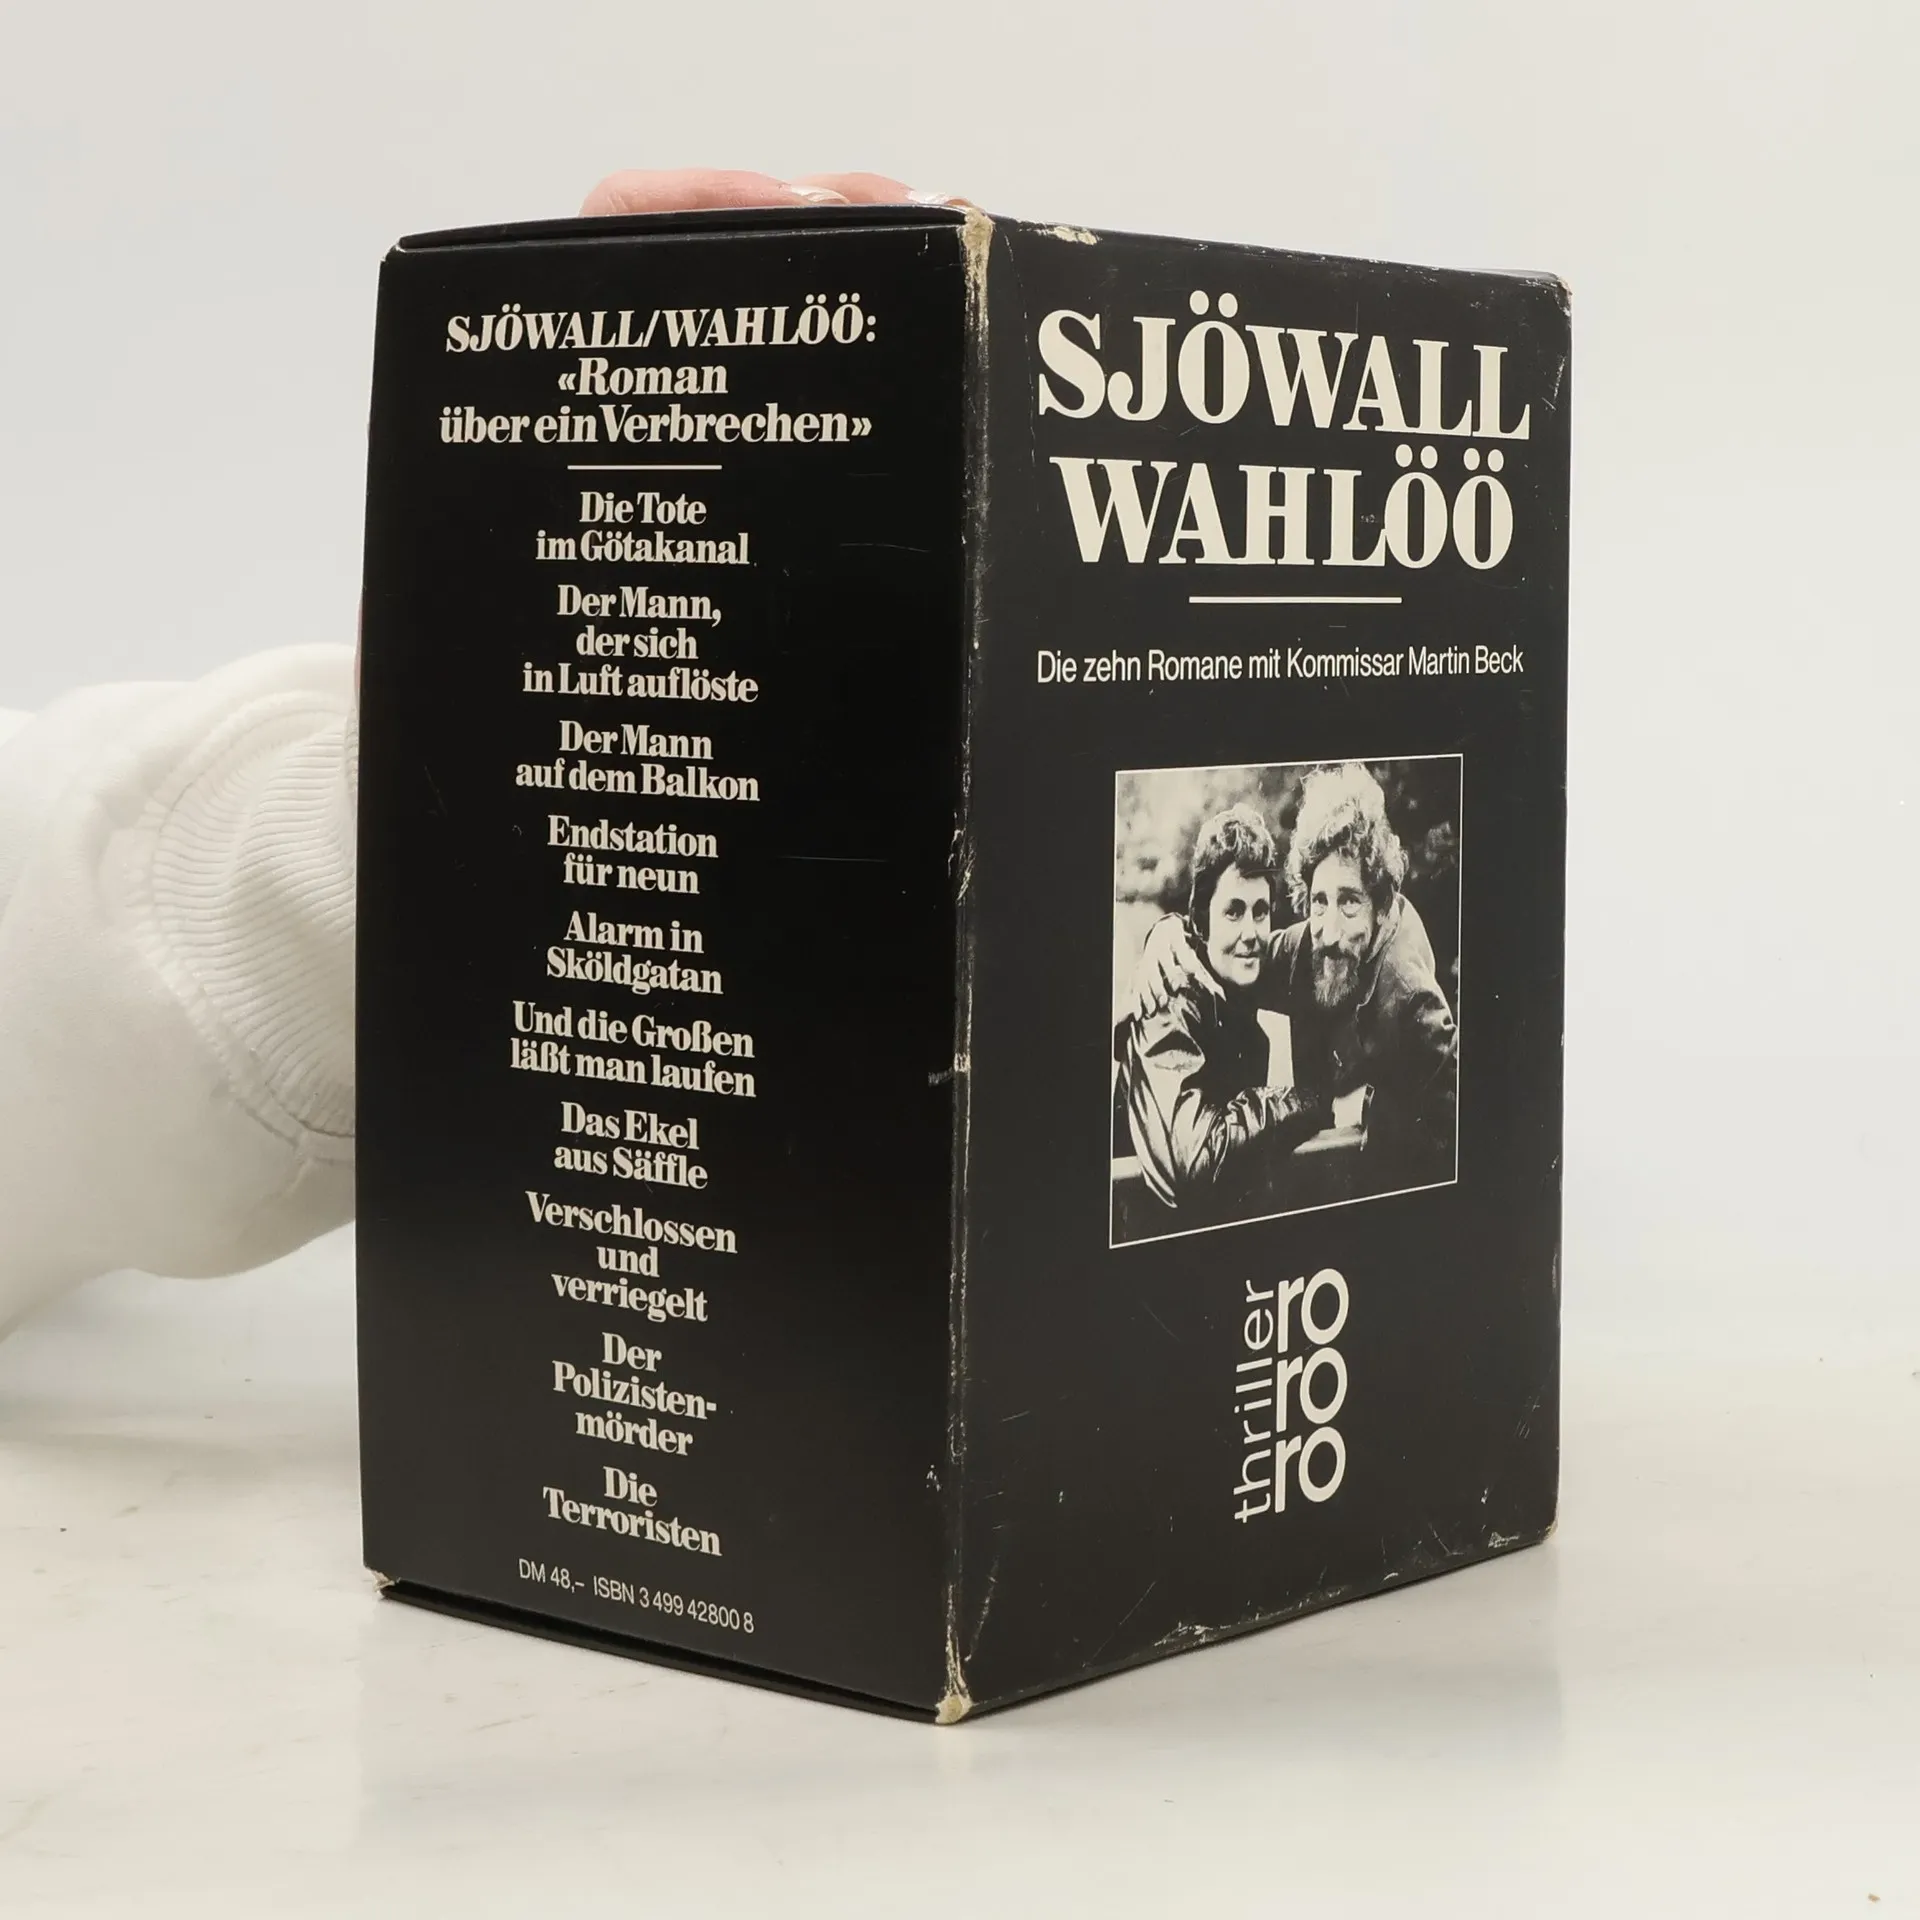 SJÖWALL/WAHLÖÖ:
«Roman
über ein Verbrechen»
Die Tote
im Götakanal
Der Mann,
der sich
in Luft auflöste
Der Mann
auf dem Balkon
Endstation
für neun
Alarm in
Sköldgatan
Und die Großen
läßt man laufen
Das Ekel
aus Säffle
Verschlossen
und
verriegelt
Der
Polizisten-
mörder
Die
Terroristen
DM 48,– ISBN 3 499 42800 8
SJÖWALL
WAHLÖÖ
Die zehn Romane mit Kommissar Martin Beck
thriller
ro
ro
ro